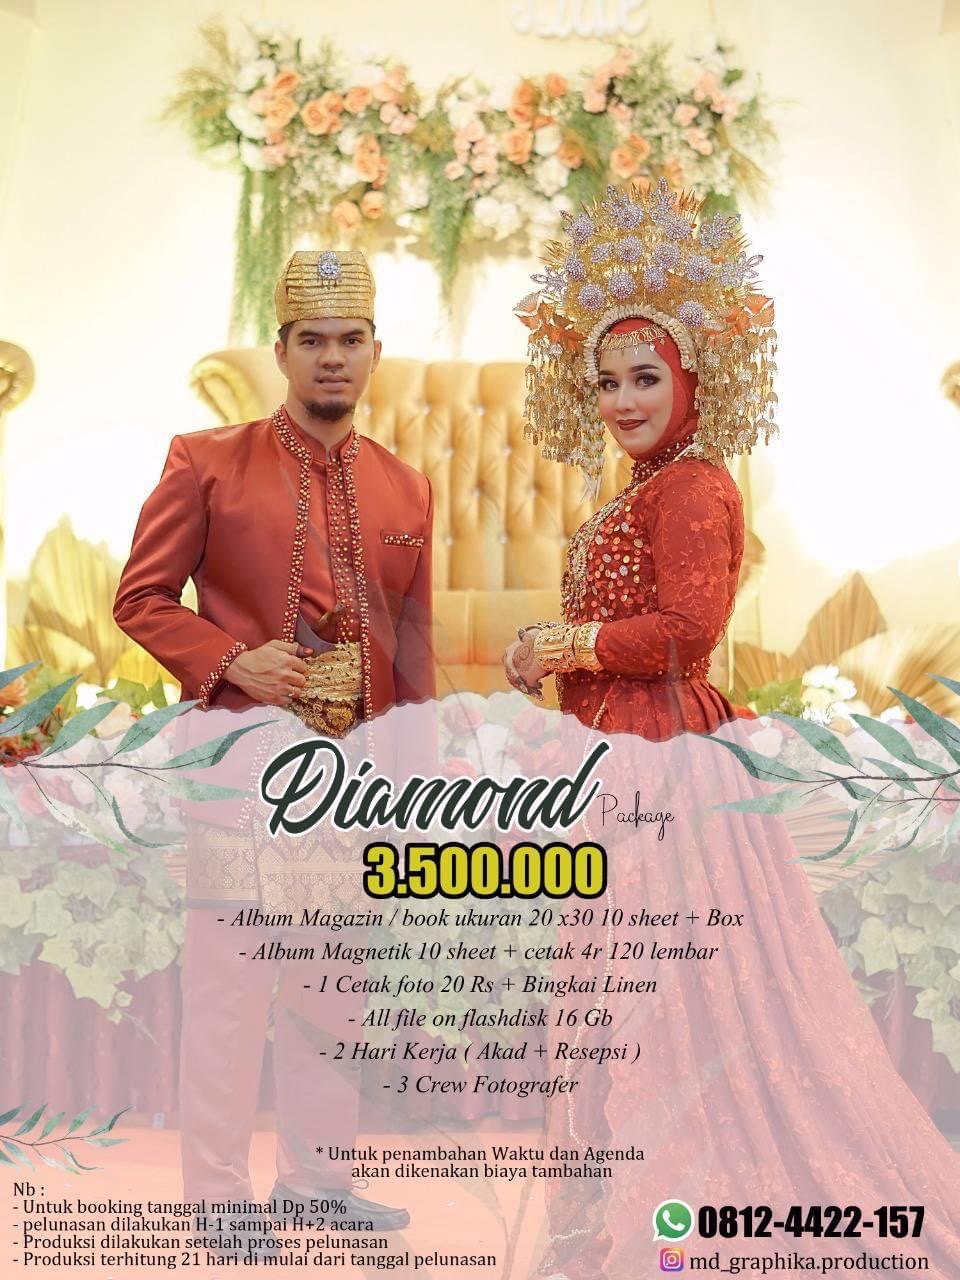 Diamond Package
3.500.000
- Album Magazin / book ukuran 20 x30 10 sheet + Box
- Album Magnetik 10 sheet + cetak 4r 120 lembar
- 1 Cetak foto 20 Rs + Bingkai Linen
- All file on flashdisk 16 Gb
- 2 Hari Kerja ( Akad + Resepsi )
- 3 Crew Fotografer
* Untuk penambahan Waktu dan Agenda
akan dikenakan biaya tambahan
Nb :
- Untuk booking tanggal minimal Dp 50%
- pelunasan dilakukan H-1 sampai H+2 acara
- Produksi dilakukan setelah proses pelunasan
- Produksi terhitung 21 hari di mulai dari tanggal pelunasan
0812-4422-157
md_graphika.production